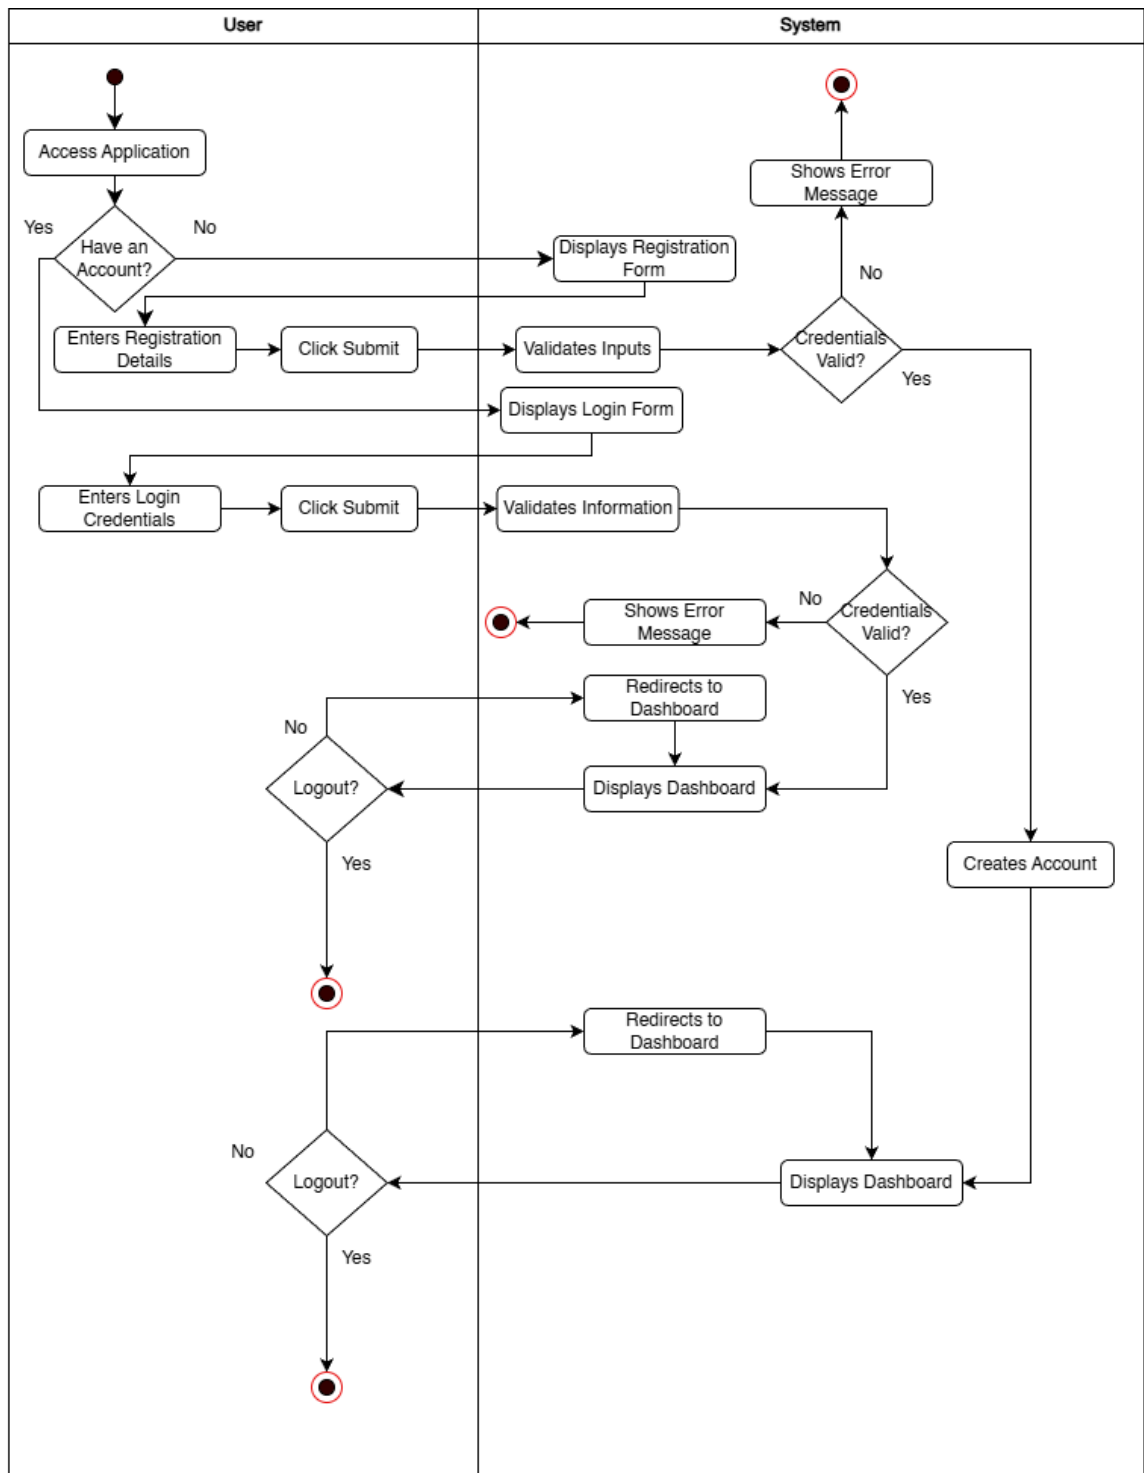 User
System
Access Application
Shows Error
Message
Yes
No
Have an
Account?
Displays Registration
Form
No
Enters Registration
Details
Click Submit
Validates Inputs
Credentials
Valid?
Yes
Displays Login Form
Enters Login
Credentials
Click Submit
Validates Information
Shows Error
Message
No
Credentials
Valid?
Redirects to
Dashboard
Yes
No
Logout?
Displays Dashboard
Yes
Creates Account
Redirects to
Dashboard
No
Logout?
Displays Dashboard
Yes